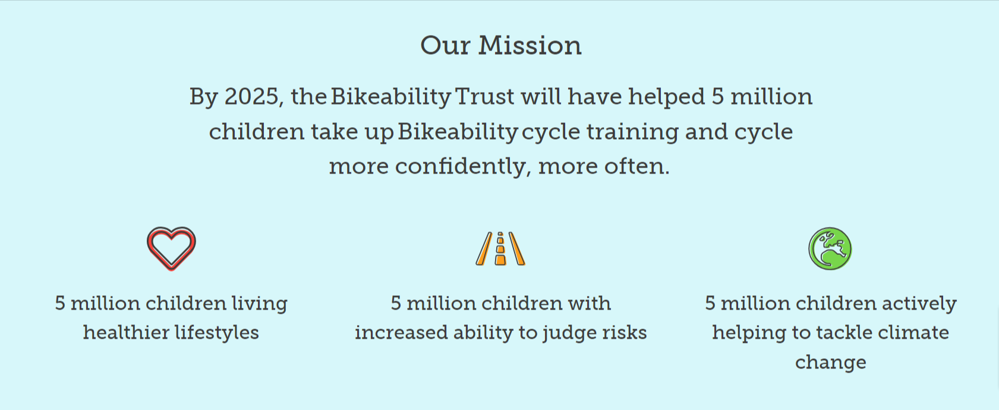 Our Mission
By 2025, the Bikeability Trust will have helped 5 million
children take up Bikeability cycle training and cycle
more confidently, more often.
5 million children living
healthier lifestyles
5 million children with
increased ability to judge risks
5 million children actively
helping to tackle climate
change